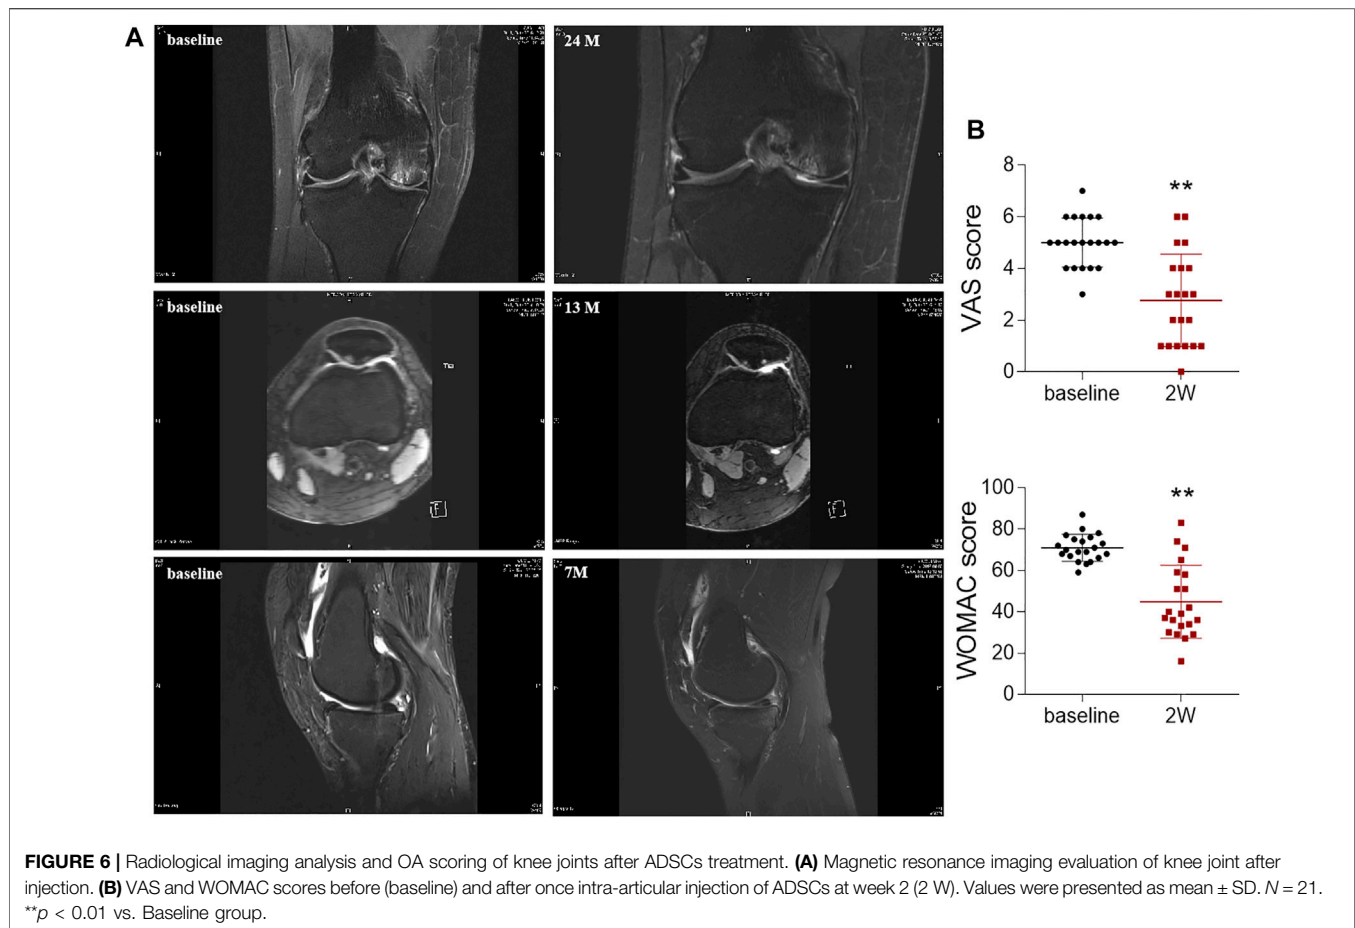 A
baseline
24 M
baseline
13 M
baseline
7M
F
F
B
VAS score
8
6
4
2
0
**
baseline
2W
WOMAC score
100
80
60
40
20
0
**
baseline
2W
FIGURE 6 | Radiological imaging analysis and OA scoring of knee joints after ADSCs treatment. (A) Magnetic resonance imaging evaluation of knee joint after
injection. (B) VAS and WOMAC scores before (baseline) and after once intra-articular injection of ADSCs at week 2 (2 W). Values were presented as mean ± SD. N = 21.
**p < 0.01 vs. Baseline group.